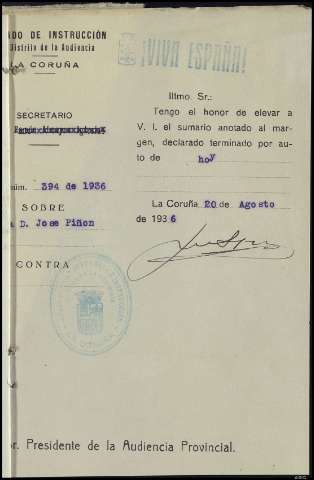 DO DE INSTRUCCIÓN
Distrito de la Audiencia
LA CORUÑA
¡VIVA ESPAÑA!
SECRETARIO
núm. 394 de 1936
SOBRE
D. Jose Piñon
CONTRA
Iltmo. Sr.:
Tengo el honor de elevar a
V. I. el sumario anotado al mar-
gen, declarado terminado por au-
to de hoy
La Coruña 20 de Agosto
de 1936
r. Presidente de la Audiencia Provincial.